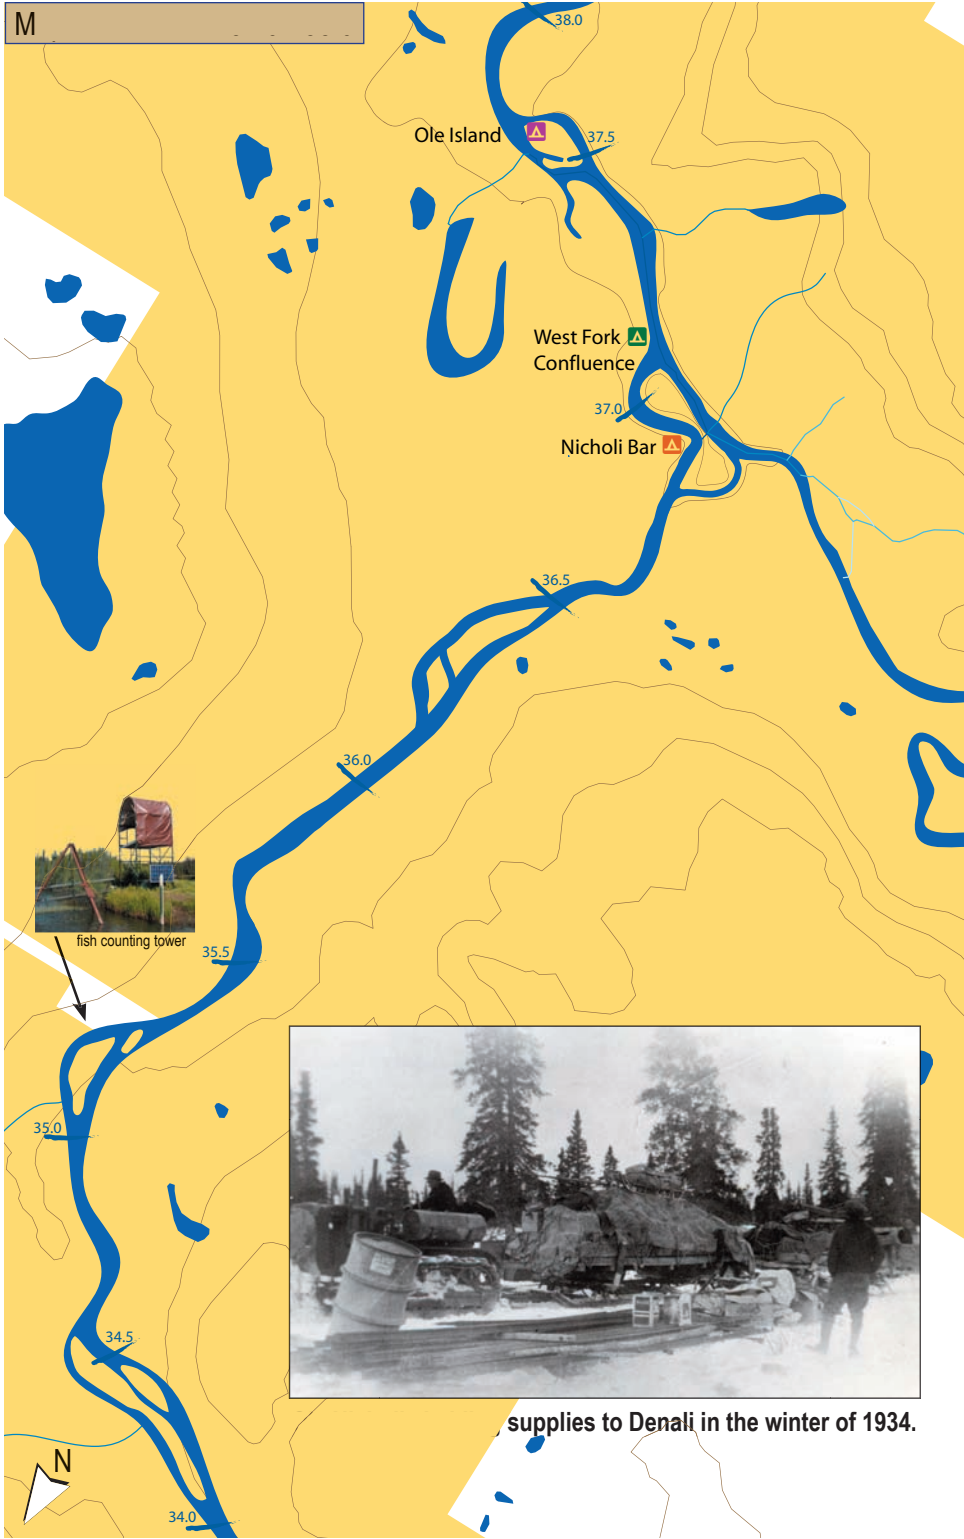 M
38.0
Ole Island
37.5
West Fork
Confluence
37.0
Nicholi Bar
36.5
36.0
fish counting tower
35.5
35.0
34.5
supplies to Denali in the winter of 1934.
N
34.0